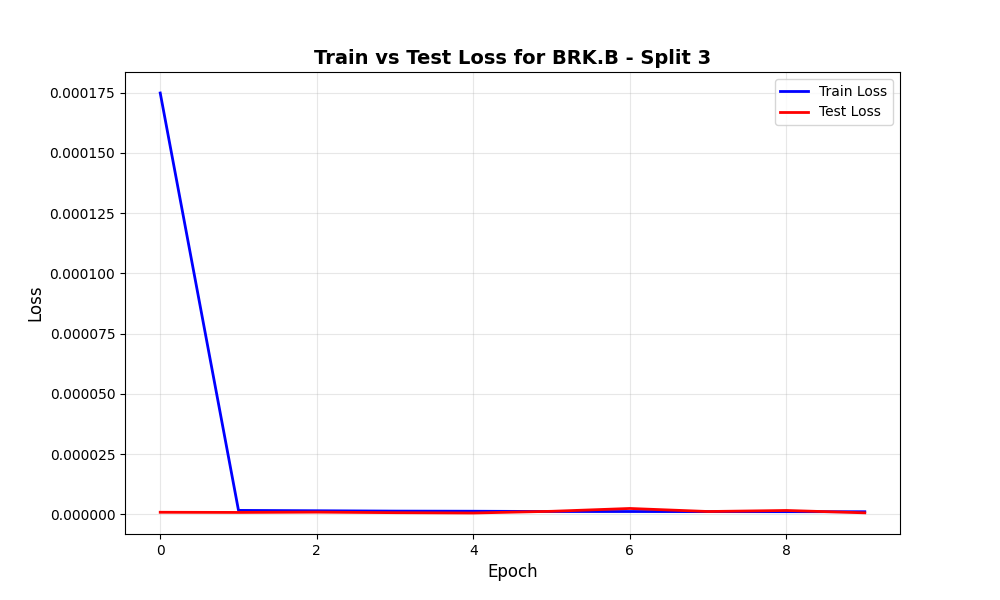 Train vs Test Loss for BRK.B - Split 3
Train Loss
Test Loss
0.000175
0.000150
0.000125
0.000100
0.000075
0.000050
0.000025
0.000000
Loss
0 2 4 6 8
Epoch